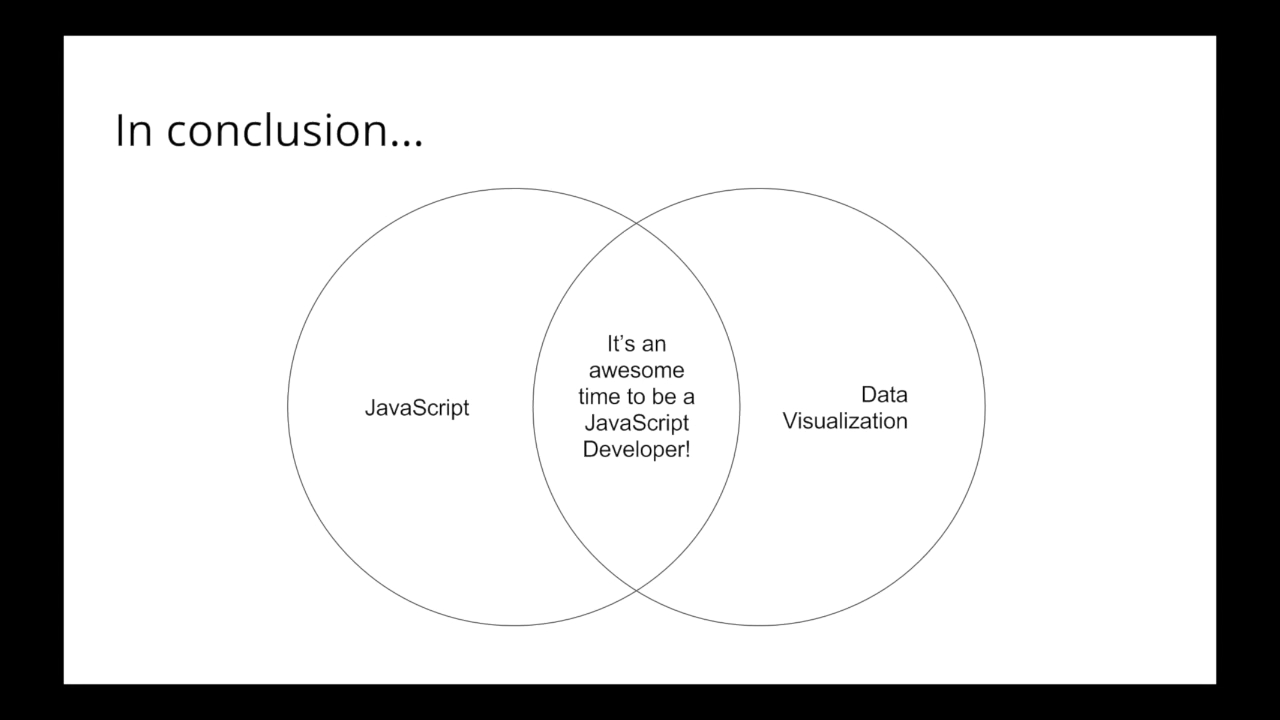 In conclusion...
JavaScript
It’s an
awesome
time to be a
JavaScript
Developer!
Data
Visualization